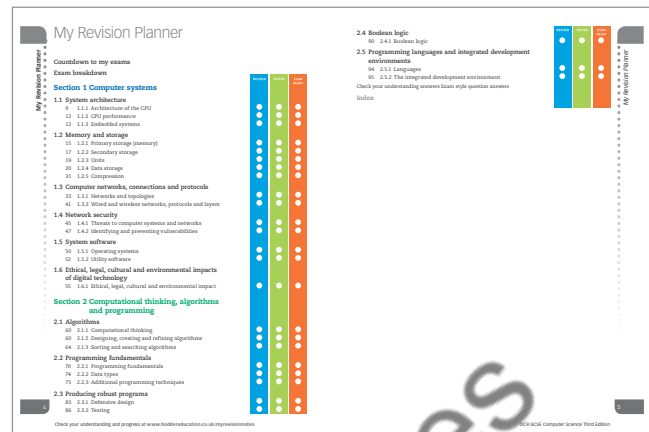 My Revision Planner
My Revision Planner
Countdown to my exams
Exam breakdown
REVISED TESTED EXAM READY
Section 1 Computer systems
1.1 System architecture
9 1.1.1 Architecture of the CPU
12 1.1.2 CPU performance
12 1.1.3 Embedded systems
1.2 Memory and storage
15 1.2.1 Primary storage (memory)
17 1.2.2 Secondary storage
19 1.2.3 Units
20 1.2.4 Data storage
31 1.2.5 Compression
1.3 Computer networks, connections and protocols
33 1.3.1 Networks and topologies
41 1.3.2 Wired and wireless networks, protocols and layers
1.4 Network security
45 1.4.1 Threats to computer systems and networks
47 1.4.2 Identifying and preventing vulnerabilities
1.5 System software
50 1.5.1 Operating systems
52 1.5.2 Utility software
1.6 Ethical, legal, cultural and environmental impacts
of digital technology
55 1.6.1 Ethical, legal, cultural and environmental impact
Section 2 Computational thinking, algorithms
and programming
2.1 Algorithms
60 2.1.1 Computational thinking
60 2.1.2 Designing, creating and refining algorithms
64 2.1.3 Sorting and searching algorithms
2.2 Programming fundamentals
70 2.2.1 Programming fundamentals
74 2.2.2 Data types
75 2.2.3 Additional programming techniques
2.3 Producing robust programs
83 2.3.1 Defensive design
86 2.3.2 Testing
4
Check your understanding and progress at www.hoddereducation.co.uk/myrevisionnotes
2.4 Boolean logic
90 2.4.1 Boolean logic
2.5 Programming languages and integrated development
environments
94 2.5.1 Languages
95 2.5.2 The integrated development environment
Check your understanding answers Exam style question answers
Index
REVISED TESTED EXAM READY
My Revision Planner
5
OCR GCSE Computer Science Third Edition